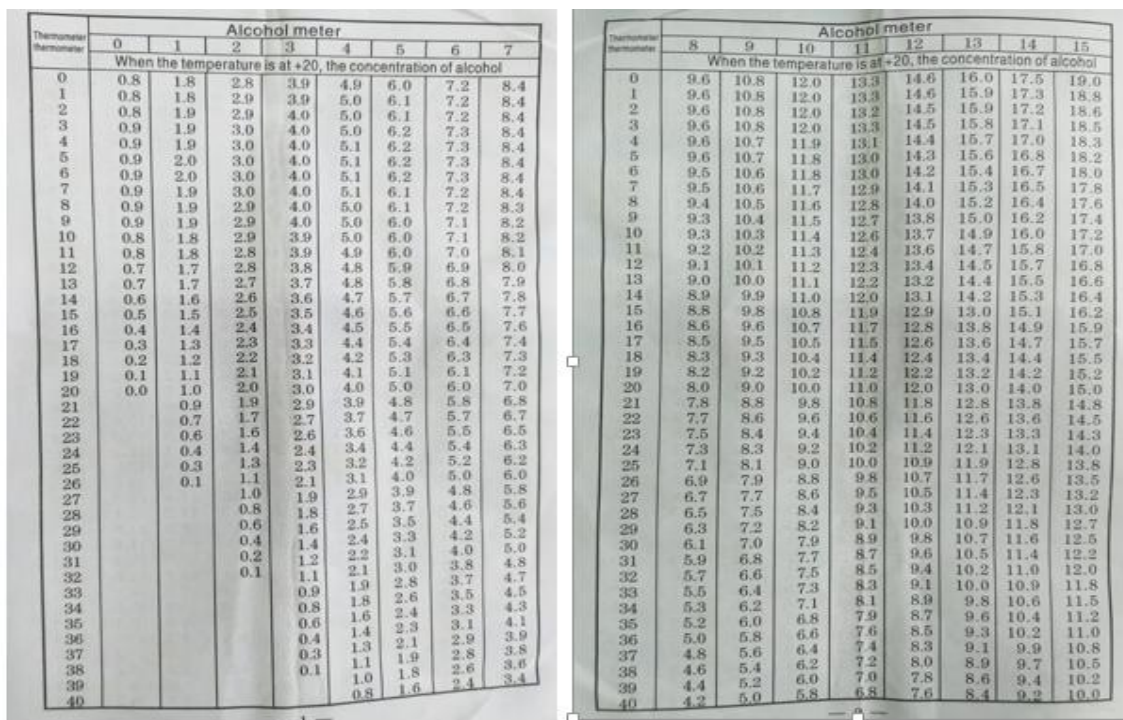 Thermometer Alcohol meter
thermometer 0 1 2 3 4 5 6 7
When the temperature is at +20, the concentration of alcohol
0 0.8 1.8 2.8 3.9 4.9 6.0 7.2 8.4
1 0.8 1.8 2.9 3.9 5.0 6.1 7.2 8.4
2 0.8 1.9 2.9 4.0 5.0 6.1 7.2 8.4
3 0.9 1.9 3.0 4.0 5.0 6.2 7.3 8.4
4 0.9 1.9 3.0 4.0 5.1 6.2 7.3 8.4
5 0.9 2.0 3.0 4.0 5.1 6.2 7.3 8.4
6 0.9 2.0 3.0 4.0 5.1 6.2 7.3 8.4
7 0.9 1.9 3.0 4.0 5.1 6.1 7.2 8.4
8 0.9 1.9 2.9 4.0 5.0 6.1 7.2 8.3
9 0.9 1.9 2.9 4.0 5.0 6.0 7.1 8.2
10 0.8 1.8 2.9 3.9 5.0 6.0 7.1 8.2
11 0.8 1.8 2.8 3.9 4.9 6.0 7.0 8.1
12 0.7 1.7 2.8 3.8 4.8 5.9 6.9 8.0
13 0.7 1.7 2.7 3.7 4.8 5.8 6.8 7.9
14 0.6 1.6 2.6 3.6 4.7 5.7 6.7 7.8
15 0.5 1.5 2.5 3.5 4.6 5.6 6.6 7.7
16 0.4 1.4 2.4 3.4 4.5 5.5 6.5 7.6
17 0.3 1.3 2.3 3.3 4.4 5.4 6.4 7.4
18 0.2 1.2 2.2 3.2 4.2 5.3 6.3 7.3
19 0.1 1.1 2.1 3.1 4.1 5.1 6.1 7.2
20 0.0 1.0 2.0 3.0 4.0 5.0 6.0 7.0
21 0.9 1.9 2.9 3.9 4.8 5.8 6.8
22 0.7 1.7 2.7 3.7 4.7 5.7 6.7
23 0.6 1.6 2.6 3.6 4.6 5.5 6.5
24 0.4 1.4 2.4 3.4 4.4 5.4 6.3
25 0.3 1.3 2.3 3.2 4.2 5.2 6.2
26 0.1 1.1 2.1 3.1 4.0 5.0 6.0
27 1.0 1.9 2.9 3.9 4.8 5.8
28 0.8 1.8 2.7 3.7 4.6 5.6
29 0.6 1.6 2.5 3.5 4.4 5.4
30 0.4 1.4 2.4 3.3 4.2 5.2
31 0.2 1.2 2.2 3.1 4.0 5.0
32 0.1 1.1 2.1 3.0 3.8 4.8
33 0.9 1.9 2.8 3.7 4.7
34 0.8 1.8 2.6 3.5 4.5
35 0.6 1.6 2.4 3.3 4.3
36 0.4 1.4 2.3 3.1 4.1
37 0.3 1.3 2.1 2.9 3.9
38 0.1 1.1 1.9 2.8 3.8
39 1.0 1.8 2.6 3.6
40 0.8 1.6 2.4 3.4
Thermometer Alcohol meter
thermometer 8 9 10 11 12 13 14 15
When the temperature is at +20, the concentration of alcohol
0 9.6 10.8 12.0 13.3 14.6 16.0 17.5 19.0
1 9.6 10.8 12.0 13.3 14.6 15.9 17.3 18.8
2 9.6 10.8 12.0 13.2 14.5 15.9 17.2 18.6
3 9.6 10.8 12.0 13.3 14.5 15.8 17.1 18.5
4 9.6 10.7 11.9 13.1 14.4 15.7 17.0 18.3
5 9.6 10.7 11.8 13.0 14.3 15.6 16.8 18.2
6 9.5 10.6 11.8 13.0 14.2 15.4 16.7 18.0
7 9.5 10.6 11.7 12.9 14.1 15.3 16.5 17.8
8 9.4 10.5 11.6 12.8 14.0 15.2 16.4 17.6
9 9.3 10.4 11.5 12.7 13.8 15.0 16.2 17.4
10 9.3 10.3 11.4 12.6 13.7 14.9 16.0 17.2
11 9.2 10.2 11.3 12.4 13.6 14.7 15.8 17.0
12 9.1 10.1 11.2 12.3 13.4 14.5 15.7 16.8
13 9.0 10.0 11.1 12.2 13.2 14.4 15.5 16.6
14 8.9 9.9 11.0 12.0 13.1 14.2 15.3 16.4
15 8.8 9.8 10.8 11.9 12.9 13.0 15.1 16.2
16 8.6 9.6 10.7 11.7 12.8 13.8 14.9 15.9
17 8.5 9.5 10.5 11.5 12.6 13.6 14.7 15.7
18 8.3 9.3 10.4 11.4 12.4 13.4 14.4 15.5
19 8.2 9.2 10.2 11.2 12.2 13.2 14.2 15.2
20 8.0 9.0 10.0 11.0 12.0 13.0 14.0 15.0
21 7.8 8.8 9.8 10.8 11.8 12.8 13.8 14.8
22 7.7 8.6 9.6 10.6 11.6 12.6 13.6 14.5
23 7.5 8.4 9.4 10.4 11.4 12.3 13.3 14.3
24 7.3 8.3 9.2 10.2 11.2 12.1 13.1 14.0
25 7.1 8.1 9.0 10.0 10.9 11.9 12.8 13.8
26 6.9 7.9 8.8 9.8 10.7 11.7 12.6 13.5
27 6.7 7.7 8.6 9.5 10.5 11.4 12.3 13.2
28 6.5 7.5 8.4 9.3 10.3 11.2 12.1 13.0
29 6.3 7.2 8.2 9.1 10.0 10.9 11.8 12.7
30 6.1 7.0 7.9 8.9 9.8 10.7 11.6 12.5
31 5.9 6.8 7.7 8.7 9.6 10.5 11.4 12.2
32 5.7 6.6 7.5 8.5 9.4 10.2 11.0 12.0
33 5.5 6.4 7.3 8.3 9.1 10.0 10.9 11.8
34 5.3 6.2 7.1 8.1 8.9 9.8 10.6 11.5
35 5.2 6.0 6.8 7.9 8.7 9.6 10.4 11.2
36 5.0 5.8 6.6 7.6 8.5 9.3 10.2 11.0
37 4.8 5.6 6.4 7.4 8.3 9.1 9.9 10.8
38 4.6 5.4 6.2 7.2 8.0 8.9 9.7 10.5
39 4.4 5.2 6.0 7.0 7.8 8.6 9.4 10.2
40 4.2 5.0 5.8 6.8 7.6 8.4 9.2 10.0